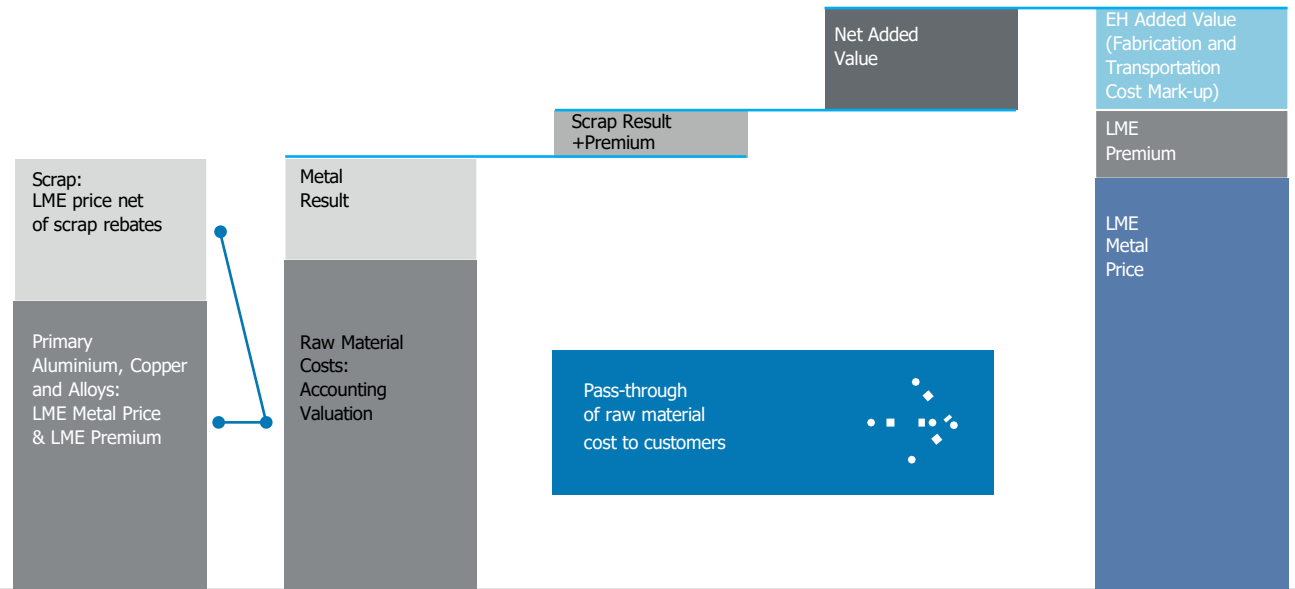 Scrap:
LME price net
of scrap rebates
Primary
Aluminium, Copper
and Alloys:
LME Metal Price
& LME Premium
Metal
Result
Raw Material
Costs:
Accounting
Valuation
Scrap Result
+Premium
Pass-through
of raw material
cost to customers
Net Added
Value
EH Added Value
(Fabrication and
Transportation
Cost Mark-up)
LME
Premium
LME
Metal
Price